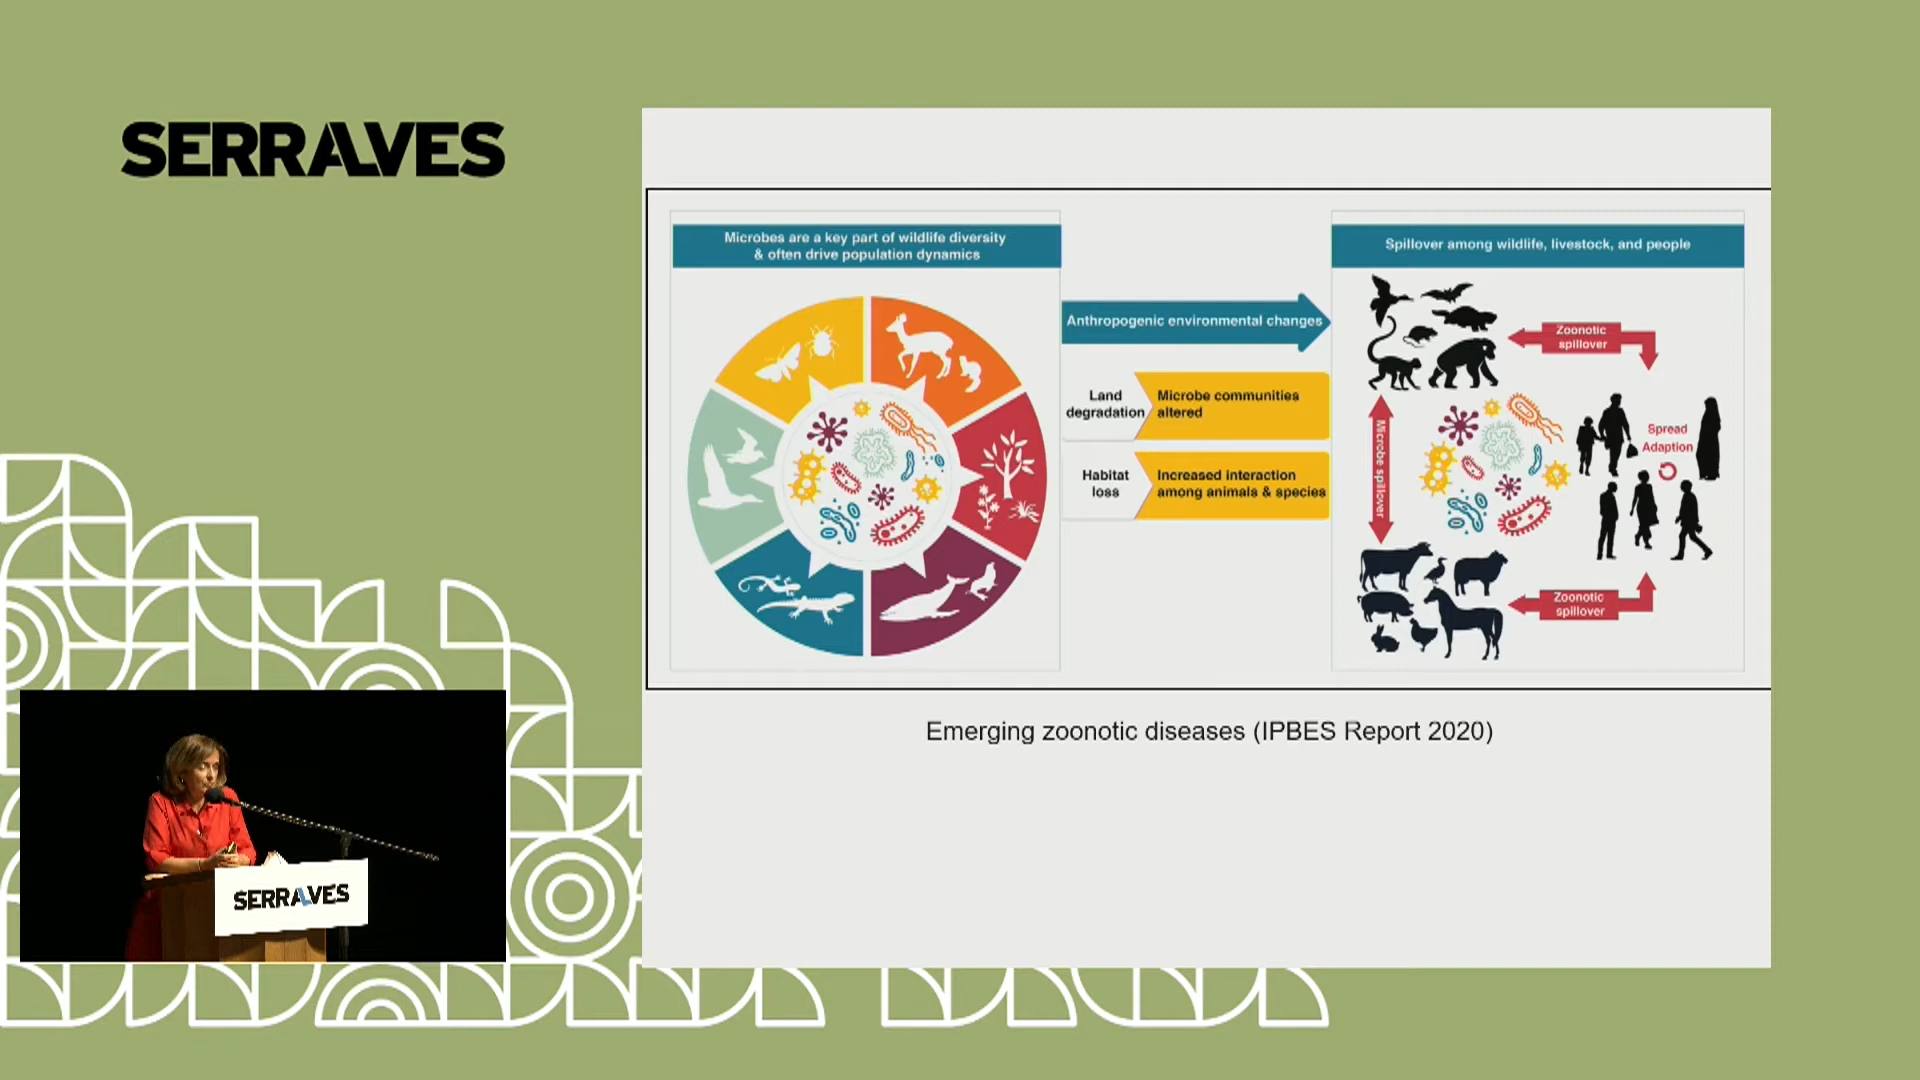 SERRALVES
Microbes are a key part of wildlife diversity
& often drive population dynamics
Anthropogenic environmental changes
Land
degradation
Microbe communities
altered
Habitat
loss
Increased interaction
among animals & species
Spillover among wildlife, livestock, and people
Zoonotic
spillover
Microbe spillover
Spread
Adaption
Zoonotic
spillover
Emerging zoonotic diseases (IPBES Report 2020)
SERRALVES